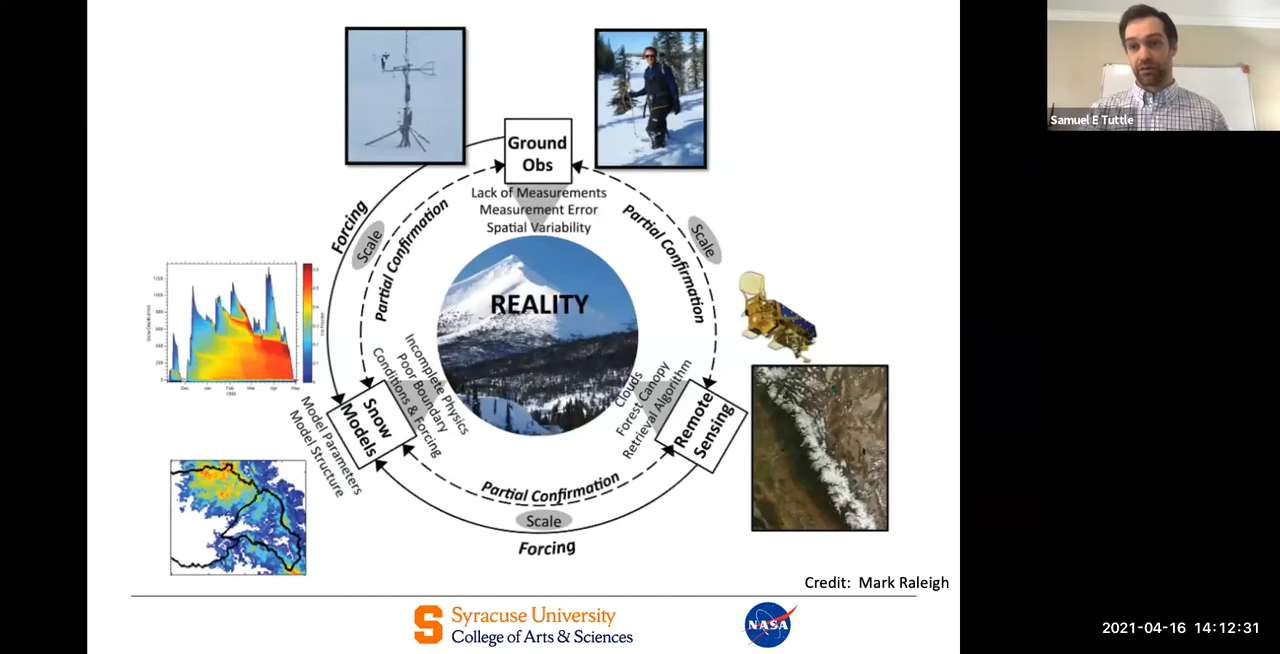 Samuel E Tuttle
Ground
Obs
Lack of Measurements
Measurement Error
Spatial Variability
Forcing
Scale
Partial Confirmation
Partial Confirmation
Scale
REALITY
Incomplete Physics
Poor Boundary
Conditions & Forcing
Clouds
Forest Canopy
Retrieval Algorithm
Snow
Models
Model Parameters
Model Structure
Remote
Sensing
Partial Confirmation
Scale
Forcing
Credit: Mark Raleigh
S
Syracuse University
College of Arts & Sciences
NASA
2021-04-16 14:12:31